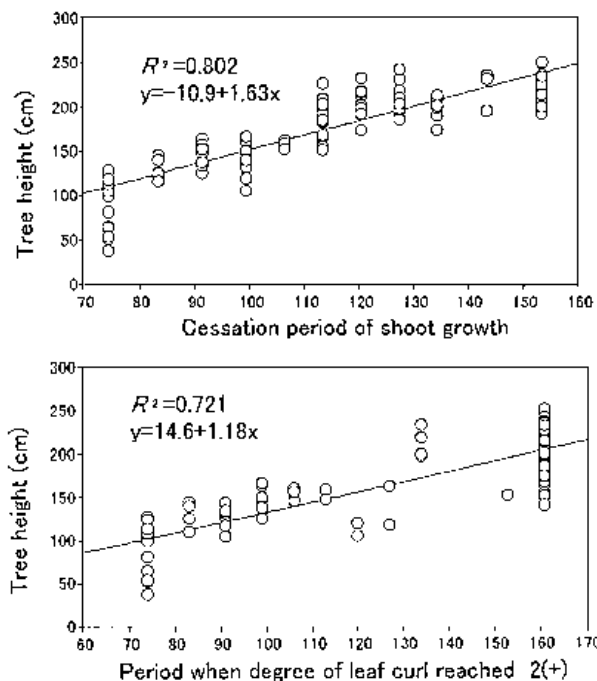 300
250
200
150
100
50
0
Tree height (cm)
R²=0.802
y=-10.9+1.63x
70 80 90 100 110 120 130 140 150 160
Cessation period of shoot growth
300
250
200
150
100
50
0
Tree height (cm)
R²=0.721
y=14.6+1.18x
60 70 80 90 100 110 120 130 140 150 160 170
Period when degree of leaf curl reached 2(+)